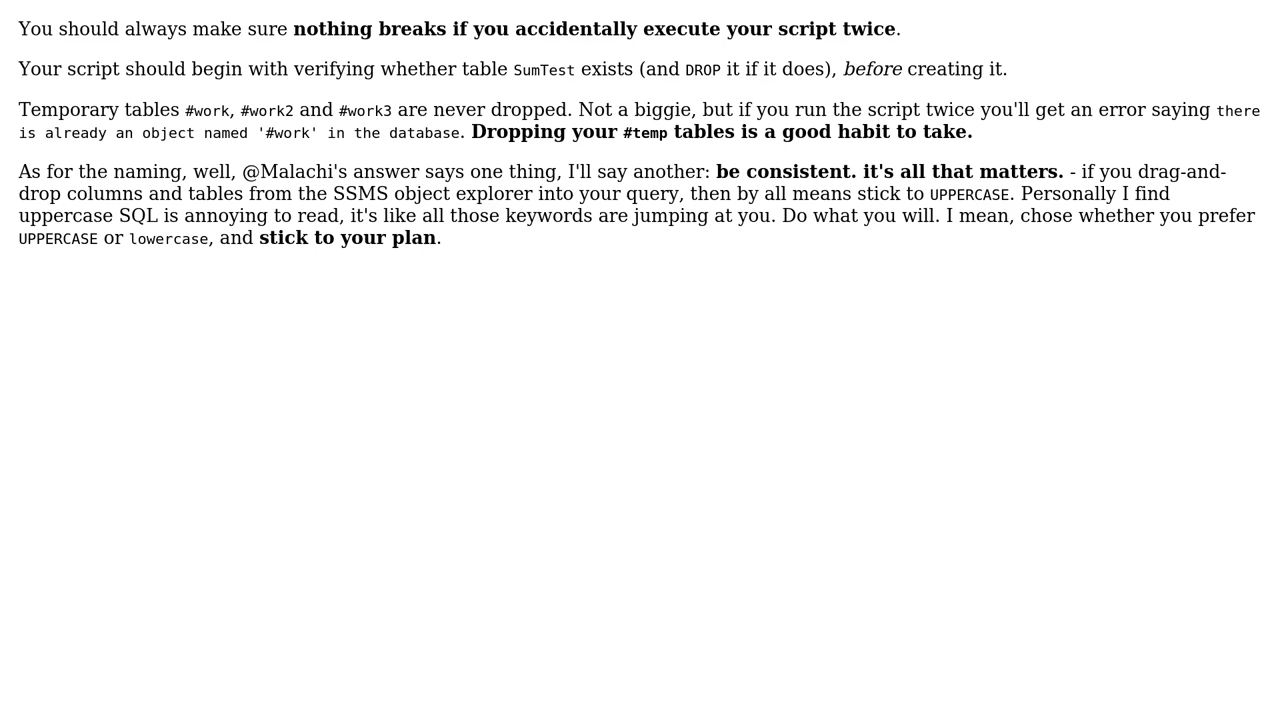 You should always make sure nothing breaks if you accidentally execute your script twice.
Your script should begin with verifying whether table SumTest exists (and DROP it if it does), before creating it.
Temporary tables #work, #work2 and #work3 are never dropped. Not a biggie, but if you run the script twice you'll get an error saying there
is already an object named '#work' in the database. Dropping your #temp tables is a good habit to take.
As for the naming, well, @Malachi's answer says one thing, I'll say another: be consistent. it's all that matters. - if you drag-and-
drop columns and tables from the SSMS object explorer into your query, then by all means stick to UPPERCASE. Personally I find
uppercase SQL is annoying to read, it's like all those keywords are jumping at you. Do what you will. I mean, chose whether you prefer
UPPERCASE or lowercase, and stick to your plan.